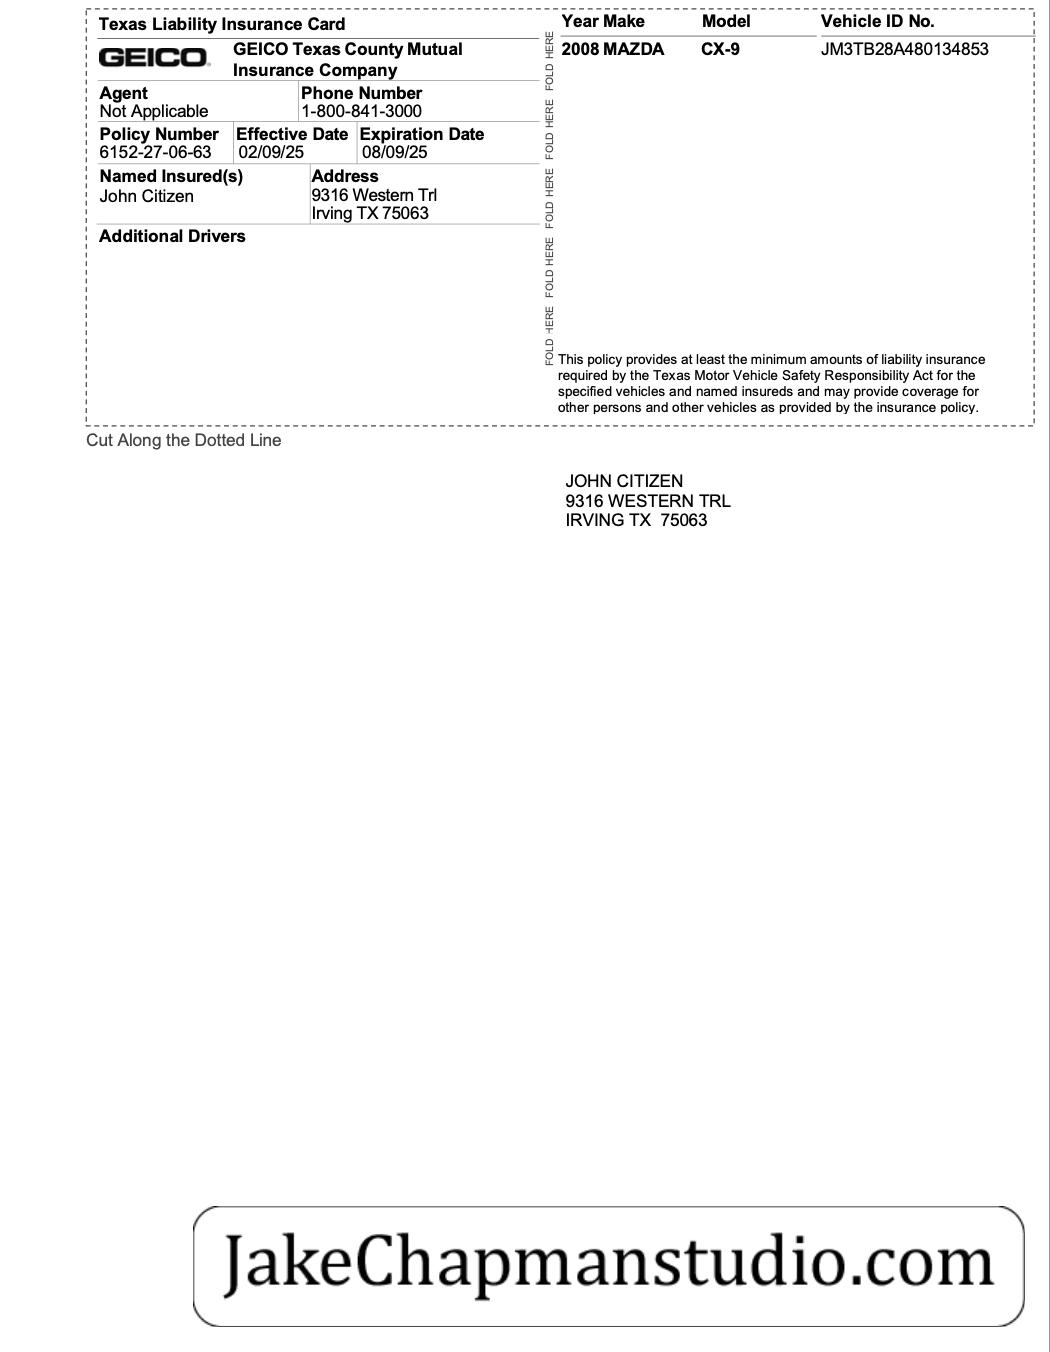 Texas Liability Insurance Card
GEICO
GEICO Texas County Mutual
Insurance Company
Agent
Not Applicable
Phone Number
1-800-841-3000
Policy Number
6152-27-06-63
Effective Date
02/09/25
Expiration Date
08/09/25
Named Insured(s)
John Citizen
Address
9316 Western Trl
Irving TX 75063
Additional Drivers
FOLD HERE FOLD HERE FOLD HERE FOLD HERE FOLD HERE
Year Make Model Vehicle ID No.
2008 MAZDA CX-9 JM3TB28A480134853
This policy provides at least the minimum amounts of liability insurance
required by the Texas Motor Vehicle Safety Responsibility Act for the
specified vehicles and named insureds and may provide coverage for
other persons and other vehicles as provided by the insurance policy.
Cut Along the Dotted Line
JOHN CITIZEN
9316 WESTERN TRL
IRVING TX 75063
JakeChapmanstudio.com